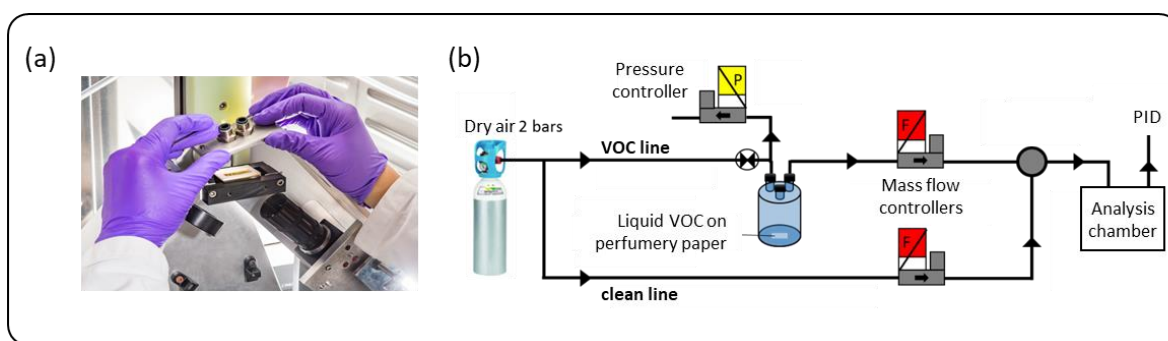 (a)
(b)
Pressure
controller
P
Dry air 2 bars
VOC line
F
PID
Mass flow
controllers
Liquid VOC on
perfumery paper
Analysis
chamber
F
clean line